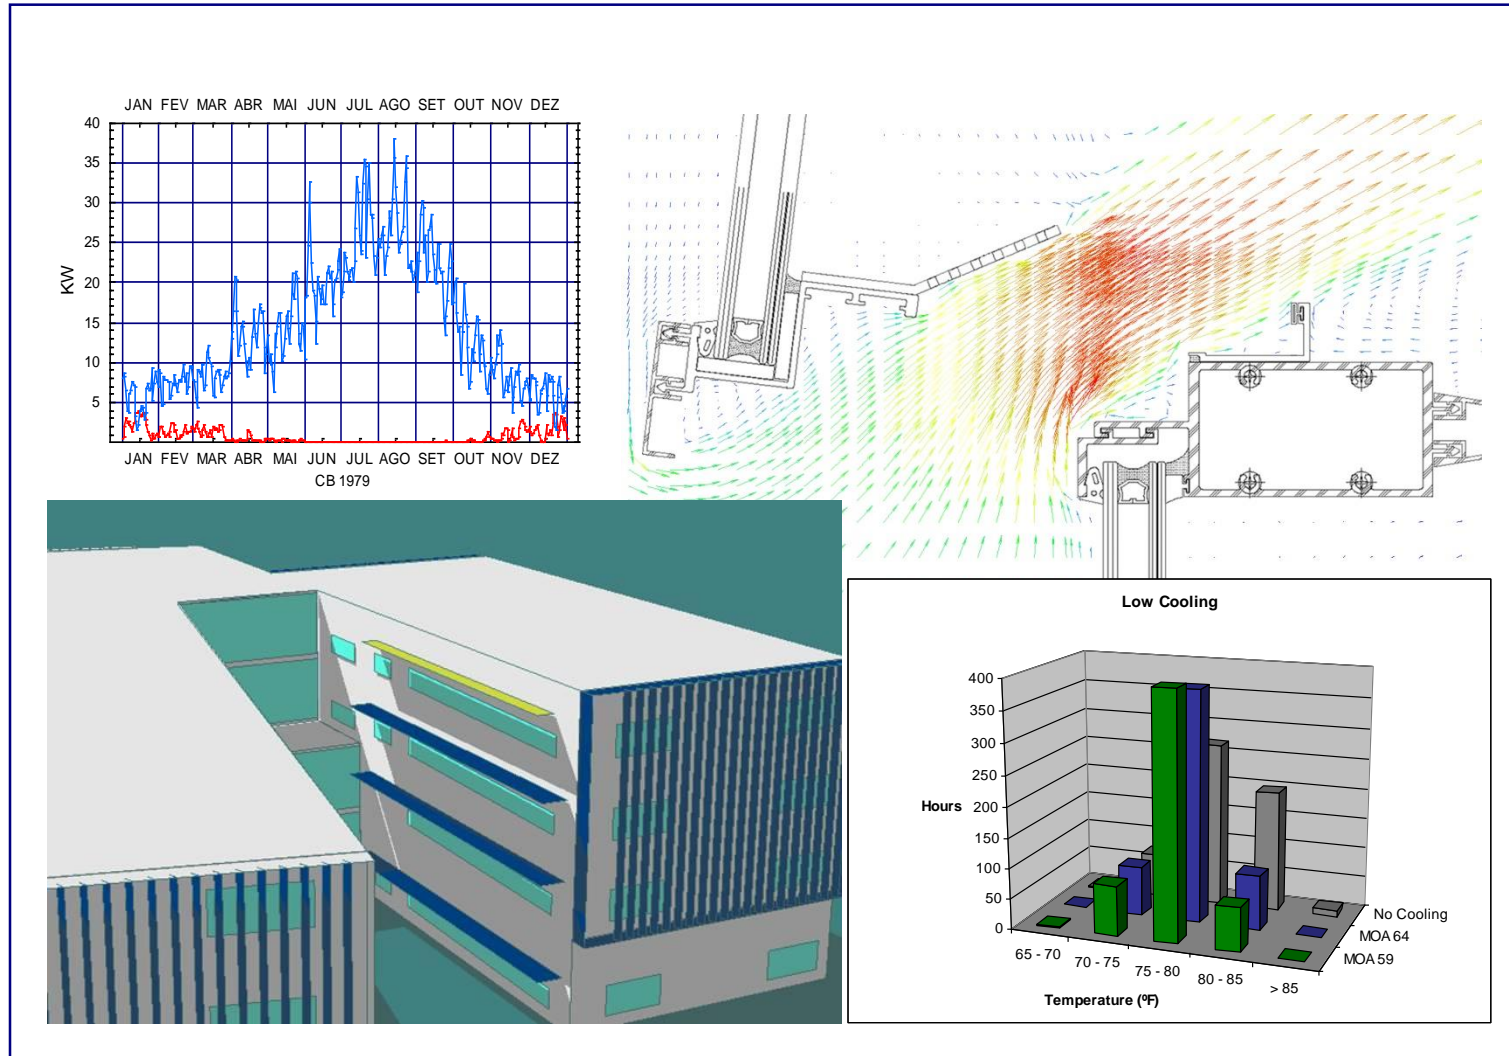 JAN FEV MAR ABR MAI JUN JUL AGO SET OUT NOV DEZ
40
35
30
25
20
15
10
5
KW
JAN FEV MAR ABR MAI JUN JUL AGO SET OUT NOV DEZ
CB 1979
Low Cooling
400
350
300
250
200
150
100
50
0
Hours
65 - 70
70 - 75
75 - 80
80 - 85
> 85
No Cooling
MOA 64
MOA 59
Temperature (ºF)